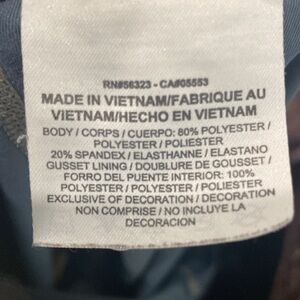 RN#56323 - CA#05553
MADE IN VIETNAM/FABRIQUE AU
VIETNAM/HECHO EN VIETNAM
BODY / CORPS / CUERPO: 80% POLYESTER /
POLYESTER / POLIESTER
20% SPANDEX / ELASTHANNE / ELASTANO
GUSSET LINING / DOUBLURE DE GOUSSET /
FORRO DEL PUENTE INTERIOR: 100%
POLYESTER / POLYESTER / POLIESTER
EXCLUSIVE OF DECORATION / DECORATION
NON COMPRISE / NO INCLUYE LA
DECORACION